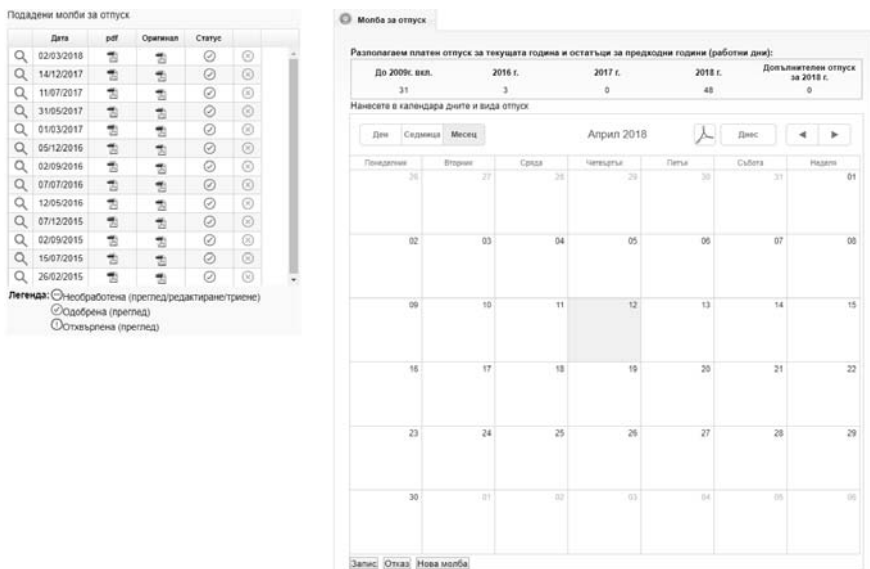 Подадени молби за отпуск
Дата pdf Оригинал Статус
02/03/2018
14/12/2017
11/07/2017
31/05/2017
01/03/2017
05/12/2016
02/09/2016
07/07/2016
12/05/2016
07/12/2015
02/09/2015
15/07/2015
26/02/2015
Легенда: Необработена (преглед/редактиране/триене)
Одобрена (преглед)
Отхвърлена (преглед)
Молба за отпуск
Разполагаем платен отпуск за текущата година и остатъци за предходни години (работни дни):
До 2009г. вкл. 2016 г. 2017 г. 2018 г. Допълнителен отпуск
за 2018 г.
31 3 0 48 0
Нанесете в календара дните и вида отпуск
Ден Седмица Месец Април 2018 Днес
Понеделник Вторник Сряда Четвъртък Петък Събота Неделя
26 27 28 29 30 31 01
02 03 04 05 06 07 08
09 10 11 12 13 14 15
16 17 18 19 20 21 22
23 24 25 26 27 28 29
30 01 02 03 04 05 06
Запис Отказ Нова молба